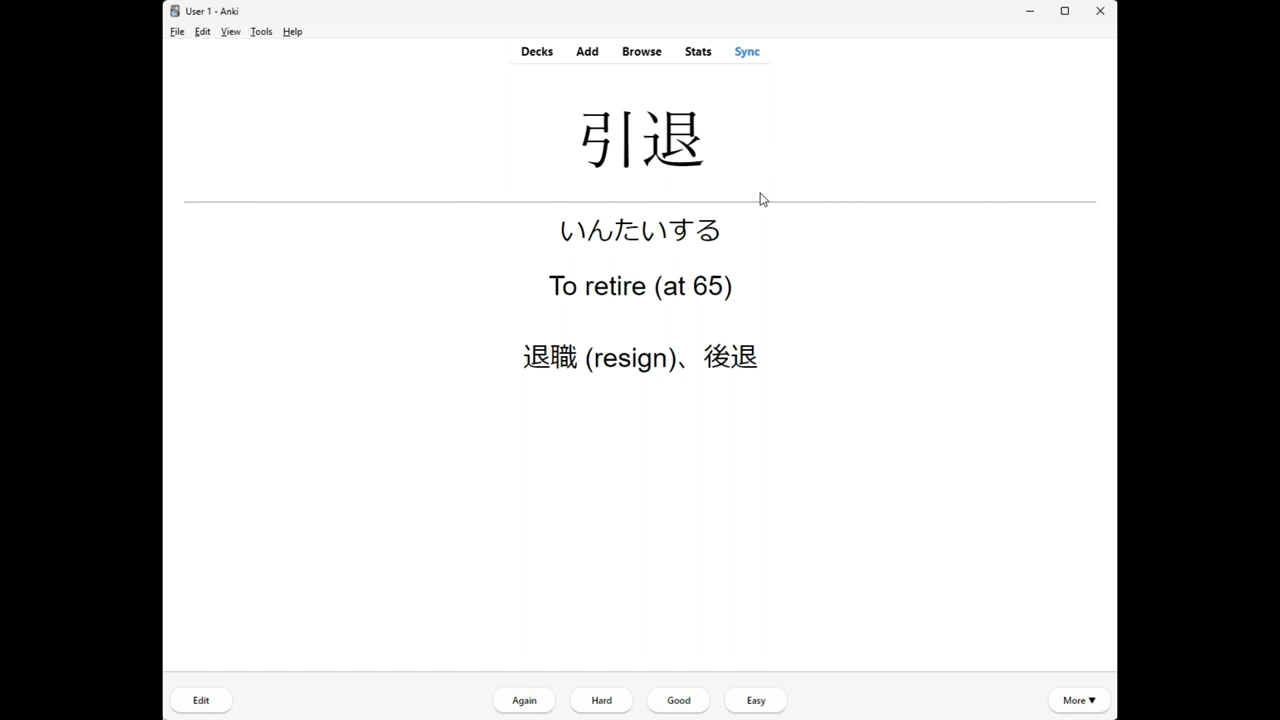 User 1 - Anki
File Edit View Tools Help
Decks Add Browse Stats Sync
引退
いんたいする
To retire (at 65)
退職 (resign)、後退
Edit Again Hard Good Easy More ▼